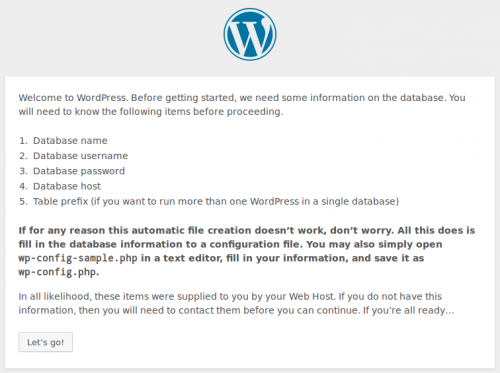 Welcome to WordPress. Before getting started, we need some information on the database. You
will need to know the following items before proceeding.
1. Database name
2. Database username
3. Database password
4. Database host
5. Table prefix (if you want to run more than one WordPress in a single database)
If for any reason this automatic file creation doesn’t work, don’t worry. All this does is
fill in the database information to a configuration file. You may also simply open
wp-config-sample.php in a text editor, fill in your information, and save it as
wp-config.php.
In all likelihood, these items were supplied to you by your Web Host. If you do not have this
information, then you will need to contact them before you can continue. If you’re all ready…
Let’s go!